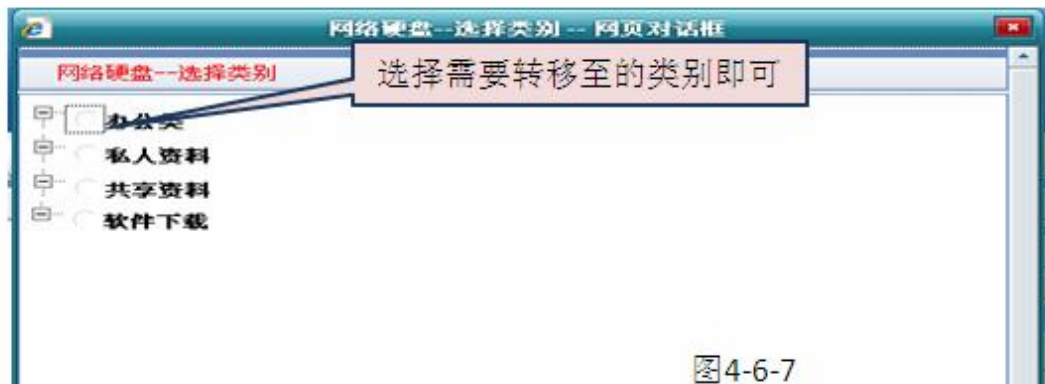 网络硬盘--选择类别 -- 网页对话框
网络硬盘--选择类别
选择需要转移至的类别即可
办公类
私人资料
共享资料
软件下载
图4-6-7